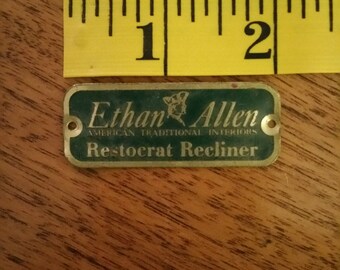 1 2
Ethan Allen
AMERICAN TRADITIONAL INTERIORS
Restocrat Recliner